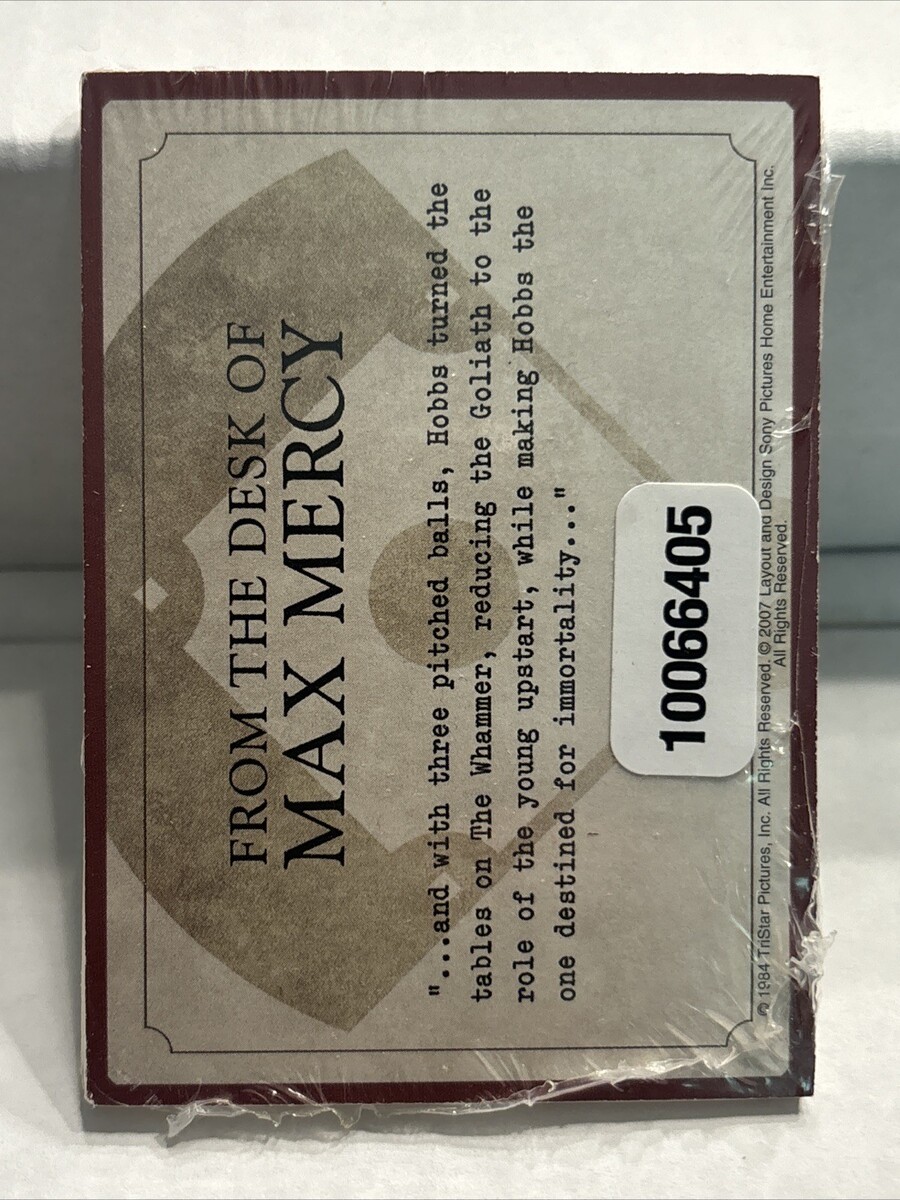 FROM THE DESK OF
MAX MERCY
"...and with three pitched balls, Hobbs turned the
tables on The Whammer, reducing the Goliath to the
role of the young upstart, while making Hobbs the
one destined for immortality..."
10066405
© 1984 TriStar Pictures, Inc. All Rights Reserved. © 2007 Layout and Design Sony Pictures Home Entertainment Inc.
All Rights Reserved.